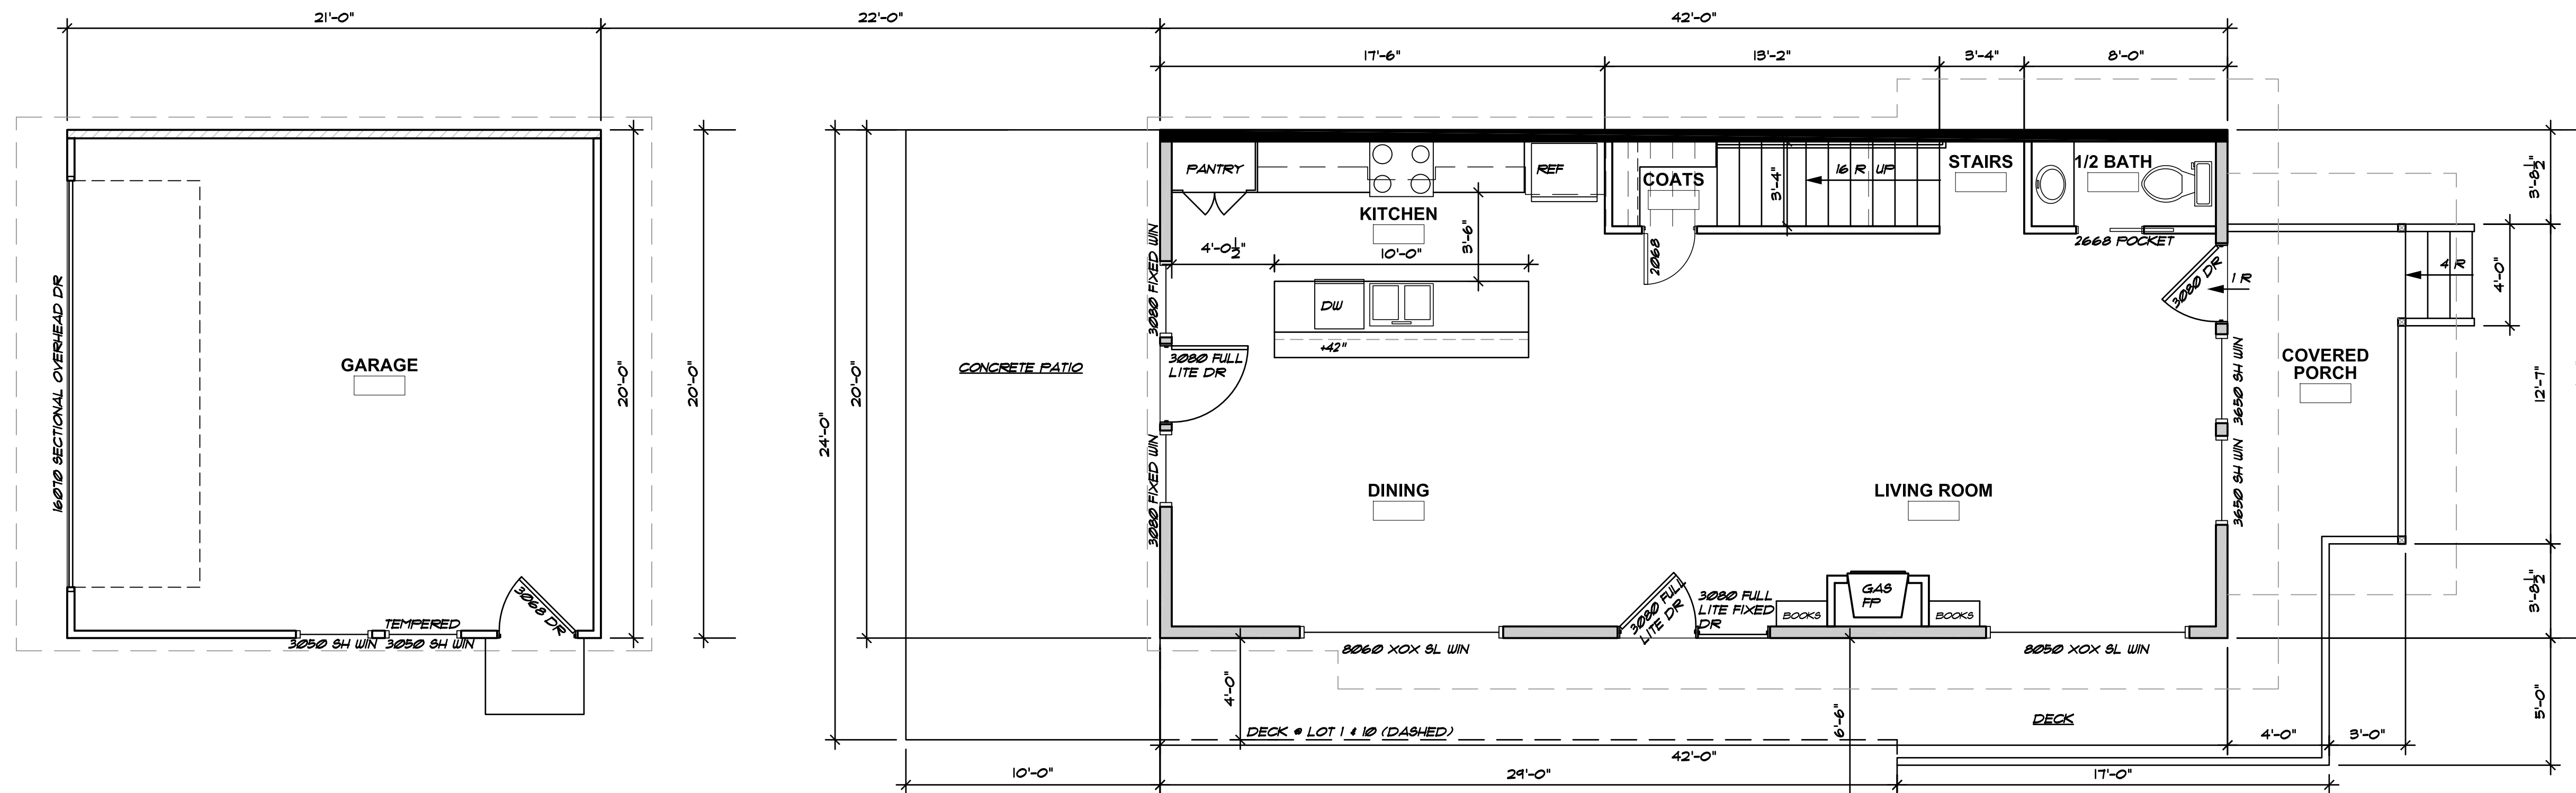 21'-0"
22'-0"
42'-0"
17'-6"
13'-2"
3'-4"
8'-0"
PANTRY
REF
COATS
16 R UP
STAIRS
1/2 BATH
3'-8½"
KITCHEN
3'-4"
4'-0½"
10'-0"
3'-6"
2068
2668 POCKET
3080 DR
1 R
4 R
4'-0"
3080 FIXED WIN
16070 SECTIONAL OVERHEAD DR
GARAGE
20'-0"
20'-0"
24'-0"
20'-0"
CONCRETE PATIO
DW
+42"
3080 FULL
LITE DR
3650 SH WIN
COVERED
PORCH
12'-7"
3080 FIXED WIN
DINING
LIVING ROOM
3650 SH WIN
3068 DR
TEMPERED
3050 SH WIN
3050 SH WIN
3080 FULL
LITE DR
3080 FULL
LITE FIXED
DR
BOOKS
GAS
FP
BOOKS
3'-8½"
8060 XOX SL WIN
8050 XOX SL WIN
4'-0"
6'-6"
DECK
5'-0"
DECK @ LOT 1 & 10 (DASHED)
42'-0"
4'-0"
3'-0"
10'-0"
29'-0"
17'-0"